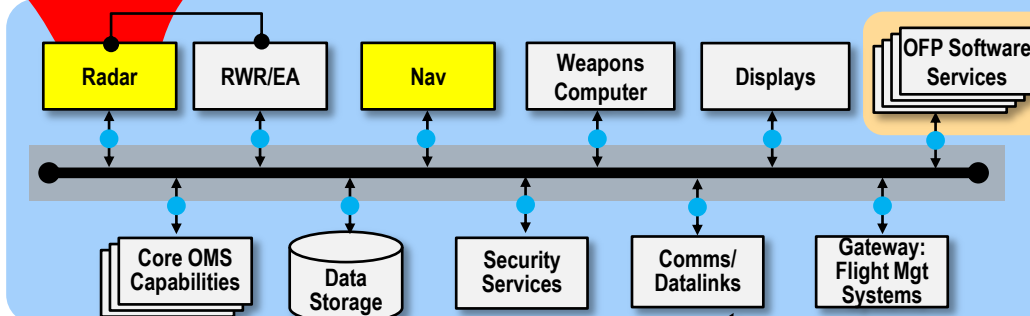 Radar
RWR/EA
Nav
Weapons
Computer
Displays
OFP Software
Services
Core OMS
Capabilities
Data
Storage
Security
Services
Comms/
Datalinks
Gateway:
Flight Mgt
Systems